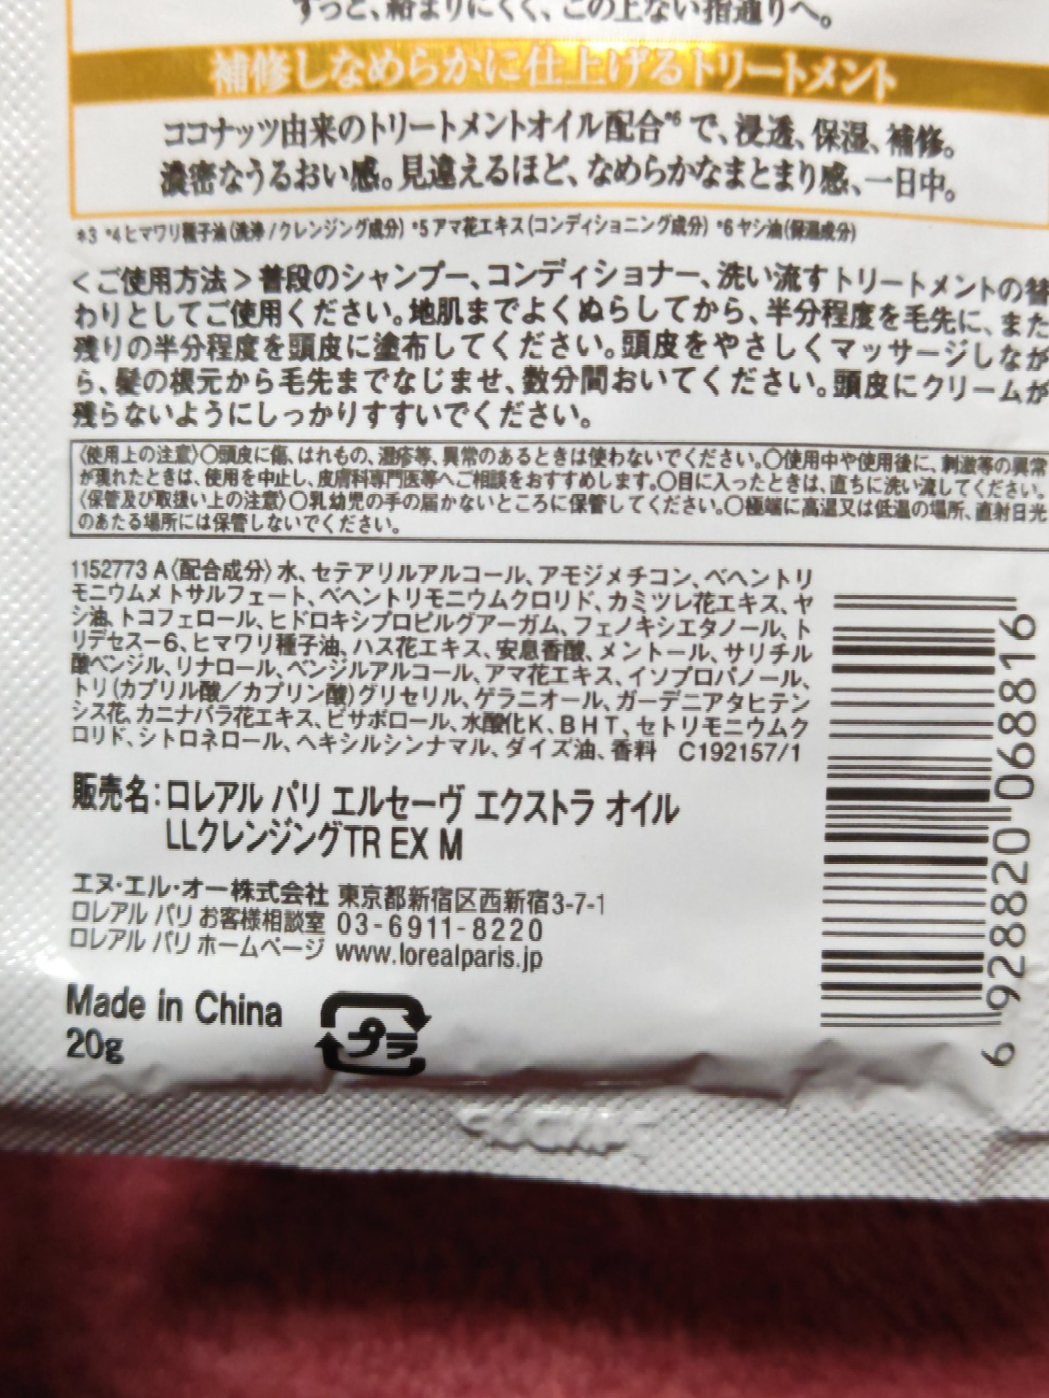 ずっと、絡まりにくく、この上ない指通りへ。
補修しなめらかに仕上げるトリートメント
ココナッツ由来のトリートメントオイル配合*6 で、浸透、保湿、補修。
濃密なうるおい感。見違えるほど、なめらかなまとまり感、一日中。
*3 *4ヒマワリ種子油(洗浄/クレンジング成分) *5アマ花エキス(コンディショニング成分) *6ヤシ油(保湿成分)
<ご使用方法>普段のシャンプー、コンディショナー、洗い流すトリートメントの替
わりとしてご使用ください。地肌までよくぬらしてから、半分程度を毛先に、また
残りの半分程度を頭皮に塗布してください。頭皮をやさしくマッサージしなが
ら、髪の根元から毛先までなじませ、数分間おいてください。頭皮にクリームが
残らないようにしっかりすすいでください。
〈使用上の注意〉○頭皮に傷、はれもの、湿疹等、異常のあるときは使わないでください。○使用中や使用後に、刺激等の異常
が現れたときは、使用を中止し、皮膚科専門医等へご相談をおすすめします。○目に入ったときは、直ちに洗い流してください。
〈保管及び取扱い上の注意〉○乳幼児の手の届かないところに保管してください。○極端に高温又は低温の場所、直射日光
のあたる場所には保管しないでください。
1152773 A〈配合成分〉水、セテアリルアルコール、アモジメチコン、ベヘントリ
モニウムメトサルフェート、ベヘントリモニウムクロリド、カミツレ花エキス、ヤ
シ油、トコフェロール、ヒドロキシプロピルグアーガム、フェノキシエタノール、ト
リデセス－6、ヒマワリ種子油、ハス花エキス、安息香酸、メントール、サリチル
酸ベンジル、リナロール、ベンジルアルコール、アマ花エキス、イソプロパノール、
トリ(カプリル酸/カプリン酸)グリセリル、ゲラニオール、ガーデニアタヒテン
シス花、カニナバラ花エキス、ビサボロール、水酸化K、BHT、セトリモニウムク
ロリド、シトロネロール、ヘキシルシンナマル、ダイズ油、香料 C192157/1
販売名:ロレアル パリ エルセーヴ エクストラ オイル
LLクレンジングTR EX M
エヌ・エル・オー株式会社 東京都新宿区西新宿3-7-1
ロレアル パリ お客様相談室 03-6911-8220
ロレアル パリ ホームページ www.lorealparis.jp
Made in China
20g
プラ
6 928820 068816